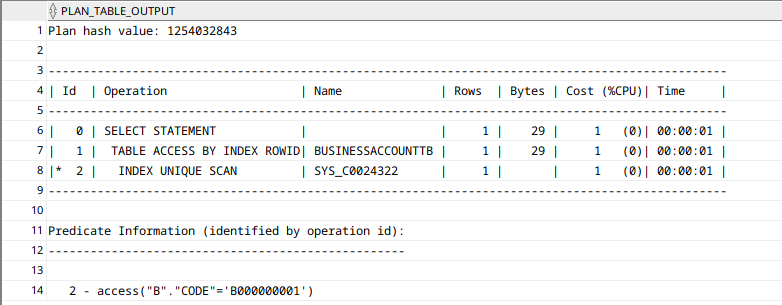 PLAN_TABLE_OUTPUT
1 Plan hash value: 1254032843
2
3 -------------------------------------------------------------------------------------------------
4 | Id  | Operation                   | Name              | Rows  | Bytes | Cost (%CPU)| Time     |
5 -------------------------------------------------------------------------------------------------
6 |   0 | SELECT STATEMENT            |                   |     1 |    29 |     1   (0)| 00:00:01 |
7 |   1 |  TABLE ACCESS BY INDEX ROWID| BUSINESSACCOUNTTB |     1 |    29 |     1   (0)| 00:00:01 |
8 |*  2 |   INDEX UNIQUE SCAN         | SYS_C0024322      |     1 |       |     1   (0)| 00:00:01 |
9 -------------------------------------------------------------------------------------------------
10
11 Predicate Information (identified by operation id):
12 ---------------------------------------------------
13
14    2 - access("B"."CODE"='B000000001')